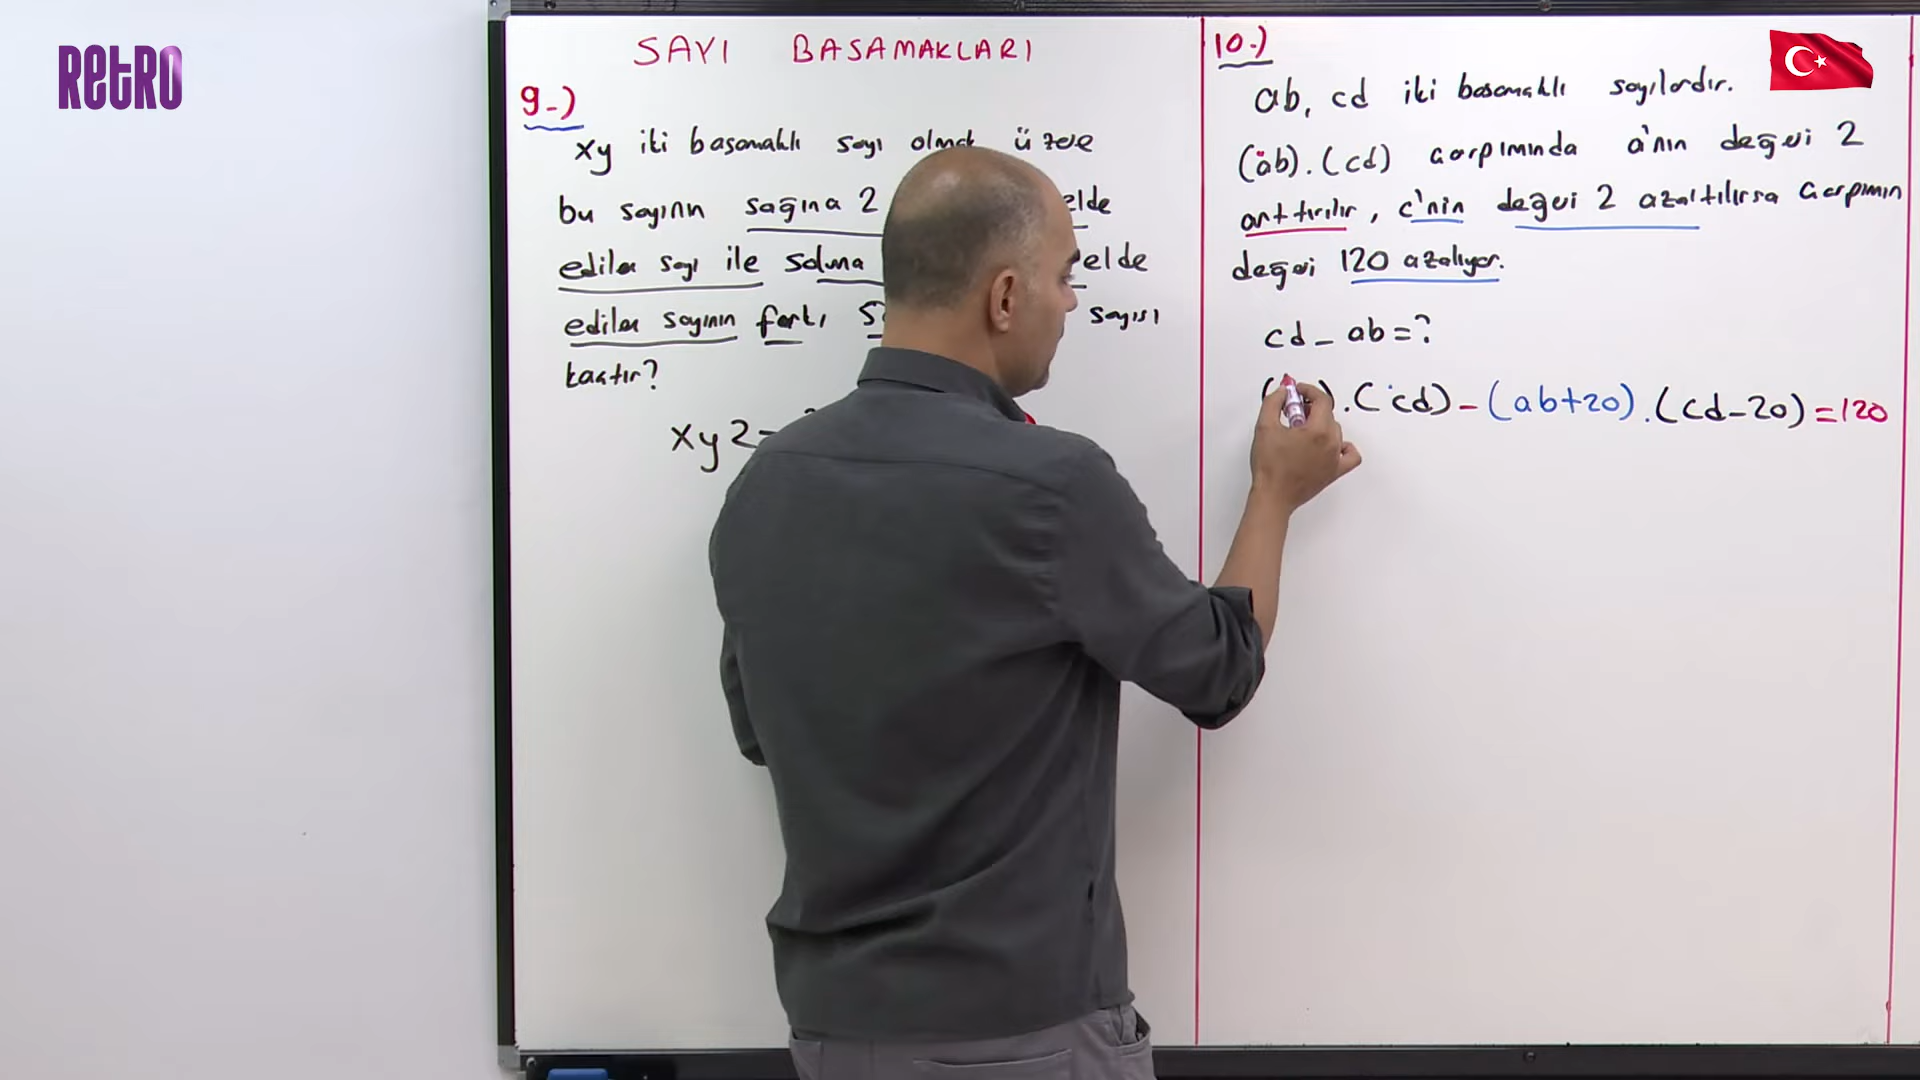 RetRO
SAYI BASAMAKLARI
9-)
xy iki basamaklı sayı olmak üzere
bu sayının sağına 2 elde
edilen sayı ile soluna elde
edilen sayının farkı sayısı
kaçtır?
xy2-
10-)
ab, cd iki basamaklı sayılardır.
(ab).(cd) çarpımında a'nın değeri 2
arttırılır, c'nin değeri 2 azaltılırsa çarpımın
değeri 120 azalıyor.
cd - ab = ?
).(cd) - (ab+20).(cd-20) = 120